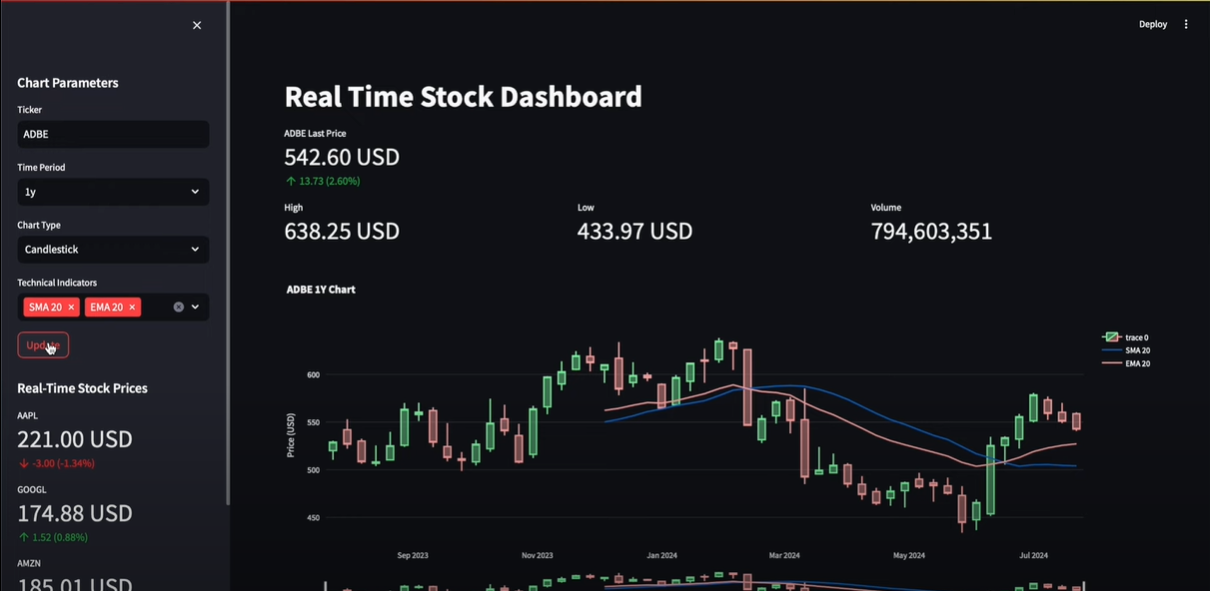 Deploy
Chart Parameters
Ticker
ADBE
Time Period
1y
Chart Type
Candlestick
Technical Indicators
SMA 20 × EMA 20 ×
Update
Real-Time Stock Prices
AAPL
221.00 USD
-3.00 (-1.34%)
GOOGL
174.88 USD
1.52 (0.88%)
AMZN
185.01 USD
Real Time Stock Dashboard
ADBE Last Price
542.60 USD
13.73 (2.60%)
High
638.25 USD
Low
433.97 USD
Volume
794,603,351
ADBE 1Y Chart
trace 0
SMA 20
EMA 20
Price (USD)
600
550
500
450
Sep 2023 Nov 2023 Jan 2024 Mar 2024 May 2024 Jul 2024